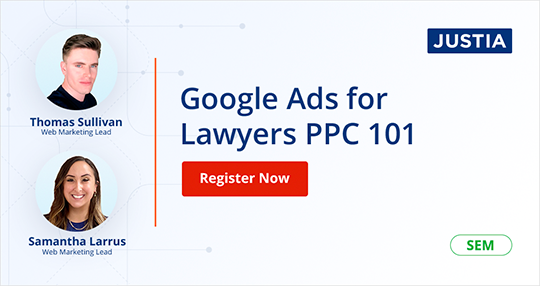 JUSTIA
Thomas Sullivan
Web Marketing Lead
Google Ads for
Lawyers PPC 101
Register Now
Samantha Larrus
Web Marketing Lead
SEM